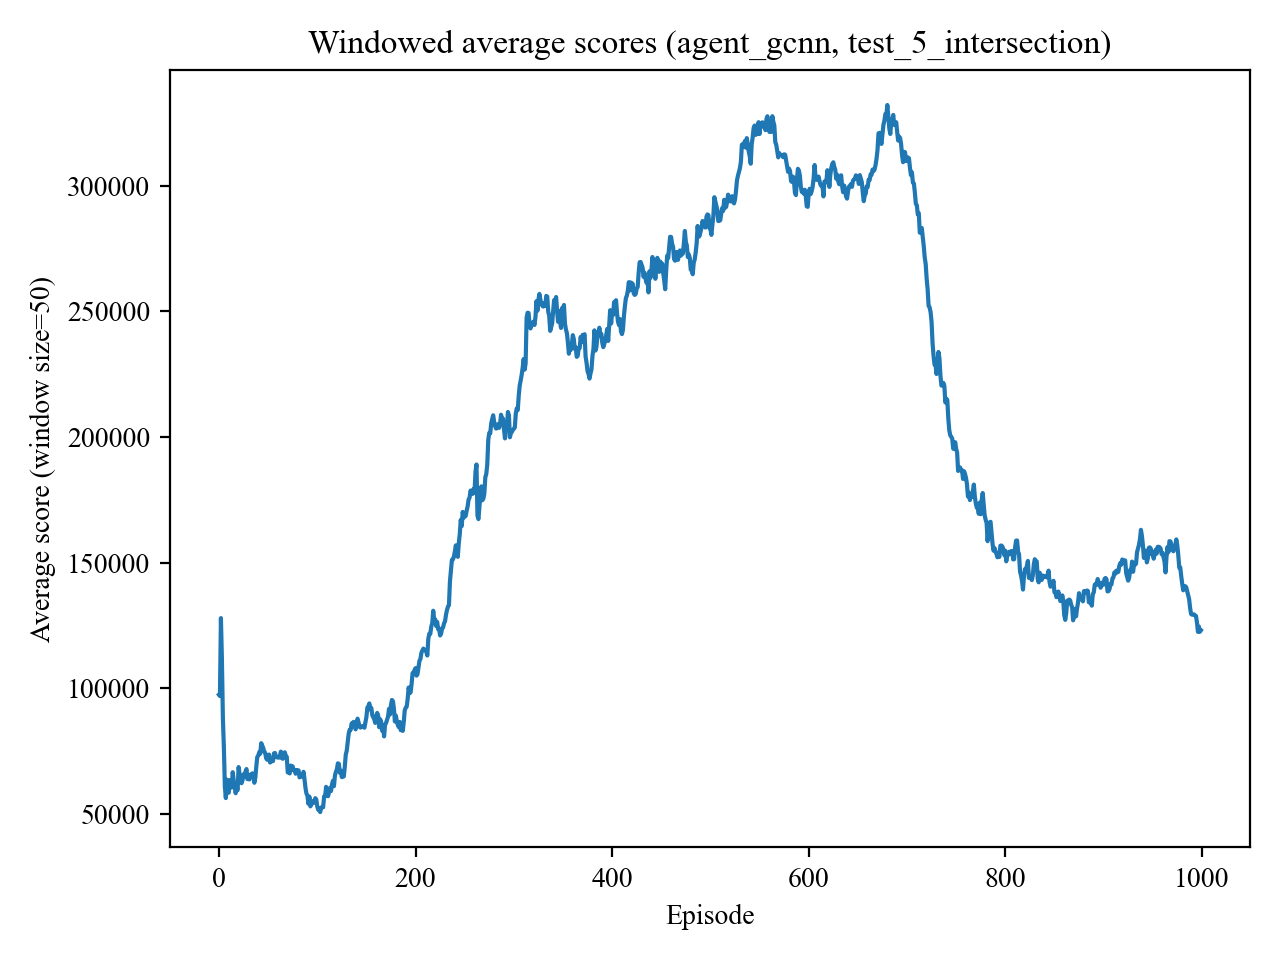 Windowed average scores (agent_gcnn, test_5_intersection)
Average score (window size=50)
300000
250000
200000
150000
100000
50000
0 200 400 600 800 1000
Episode